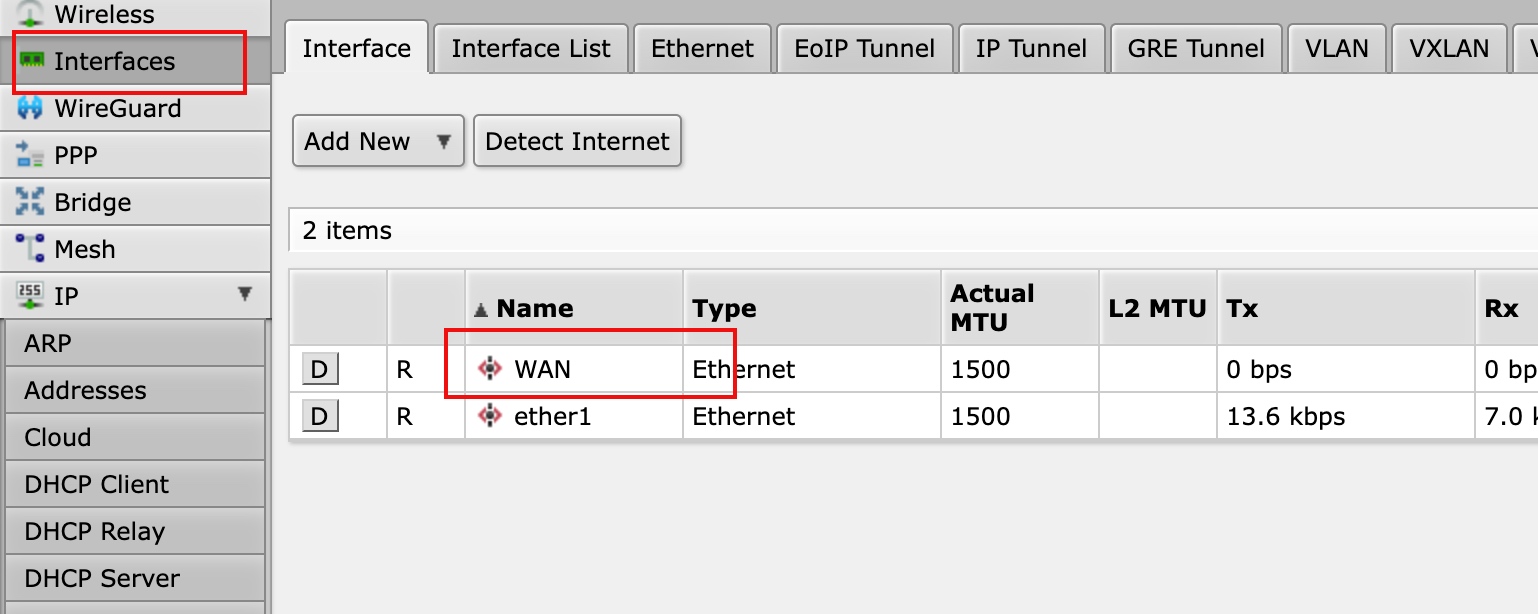 Wireless
Interfaces
WireGuard
PPP
Bridge
Mesh
255 IP ▼
ARP
Addresses
Cloud
DHCP Client
DHCP Relay
DHCP Server
Interface Interface List Ethernet EoIP Tunnel IP Tunnel GRE Tunnel VLAN VXLAN
Add New ▼ Detect Internet
2 items
▲ Name Type Actual MTU L2 MTU Tx Rx
D R WAN Ethernet 1500 0 bps 0 bp
D R ether1 Ethernet 1500 13.6 kbps 7.0 k